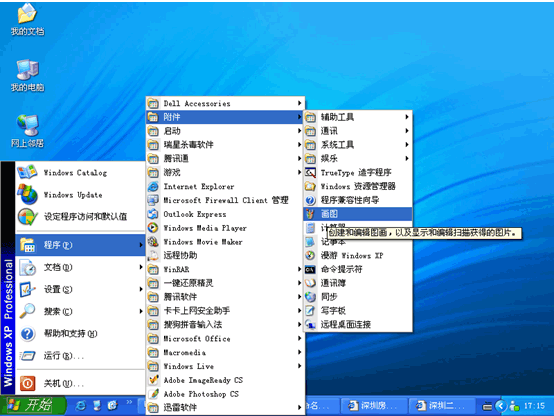 我的文档
我的电脑
网上邻居
Windows Catalog
Windows Update
设定程序访问和默认值
程序(P)
文档(D)
设置(S)
搜索(C)
帮助和支持(H)
运行(R)...
关机(U)...
Windows XP Professional
Dell Accessories
附件
启动
瑞星杀毒软件
腾讯通
游戏
Internet Explorer
Microsoft Firewall Client 管理
Outlook Express
Windows Media Player
Windows Movie Maker
远程协助
WinRAR
一键还原精灵
腾讯软件
卡卡上网安全助手
搜狗拼音输入法
Microsoft Office
Macromedia
Windows Live
Adobe ImageReady CS
Adobe Photoshop CS
迅雷软件
辅助工具
通讯
系统工具
娱乐
TrueType 造字程序
Windows 资源管理器
程序兼容性向导
画图
创建和编辑图画，以及显示和编辑扫描获得的图片。
记事本
漫游 Windows XP
命令提示符
通讯簿
同步
写字板
远程桌面连接
开始
命名...
深圳房...
深圳二...
17:15